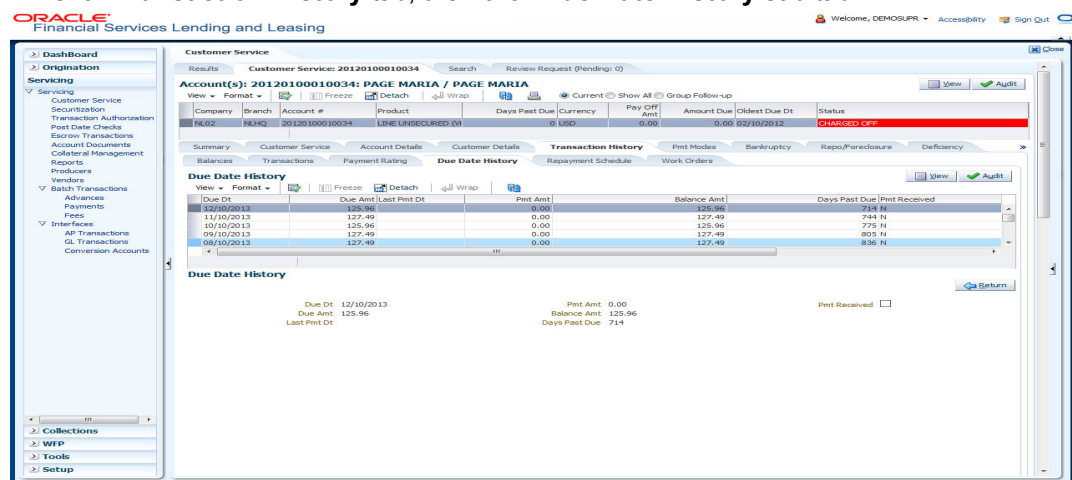 ORACLE
Financial Services Lending and Leasing
Welcome, DEMOSUPR Accessibility Sign Out
Close
DashBoard
Origination
Servicing
Servicing
Customer Service
Securitization
Transaction Authorization
Post Date Checks
Escrow Transactions
Account Documents
Collateral Management
Reports
Producers
Vendors
Batch Transactions
Advances
Payments
Fees
Interfaces
AP Transactions
GL Transactions
Conversion Accounts
Collections
WFP
Tools
Setup
Customer Service
Results Customer Service: 20120100010034 Search Review Request (Pending: 0)
Account(s): 20120100010034: PAGE MARIA / PAGE MARIA
View Audit
View Format Freeze Detach Wrap Current Show All Group Follow-up
Company Branch Account # Product Days Past Due Currency Pay Off Amt Amount Due Oldest Due Dt Status
NL02 NLHQ 20120100010034 LINE UNSECURED (VI 0 USD 0.00 0.00 02/10/2012 CHARGED OFF
Summary Customer Service Account Details Customer Details Transaction History Pmt Modes Bankruptcy Repo/Foreclosure Deficiency »
Balances Transactions Payment Rating Due Date History Repayment Schedule Work Orders
Due Date History
View Audit
View Format Freeze Detach Wrap
Due Dt Due Amt Last Pmt Dt Pmt Amt Balance Amt Days Past Due Pmt Received
12/10/2013 125.96 0.00 125.96 714 N
11/10/2013 127.49 0.00 127.49 744 N
10/10/2013 125.96 0.00 125.96 775 N
09/10/2013 127.49 0.00 127.49 805 N
08/10/2013 127.49 0.00 127.49 836 N
Due Date History
Return
Due Dt 12/10/2013 Pmt Amt 0.00 Pmt Received
Due Amt 125.96 Balance Amt 125.96
Last Pmt Dt Days Past Due 714